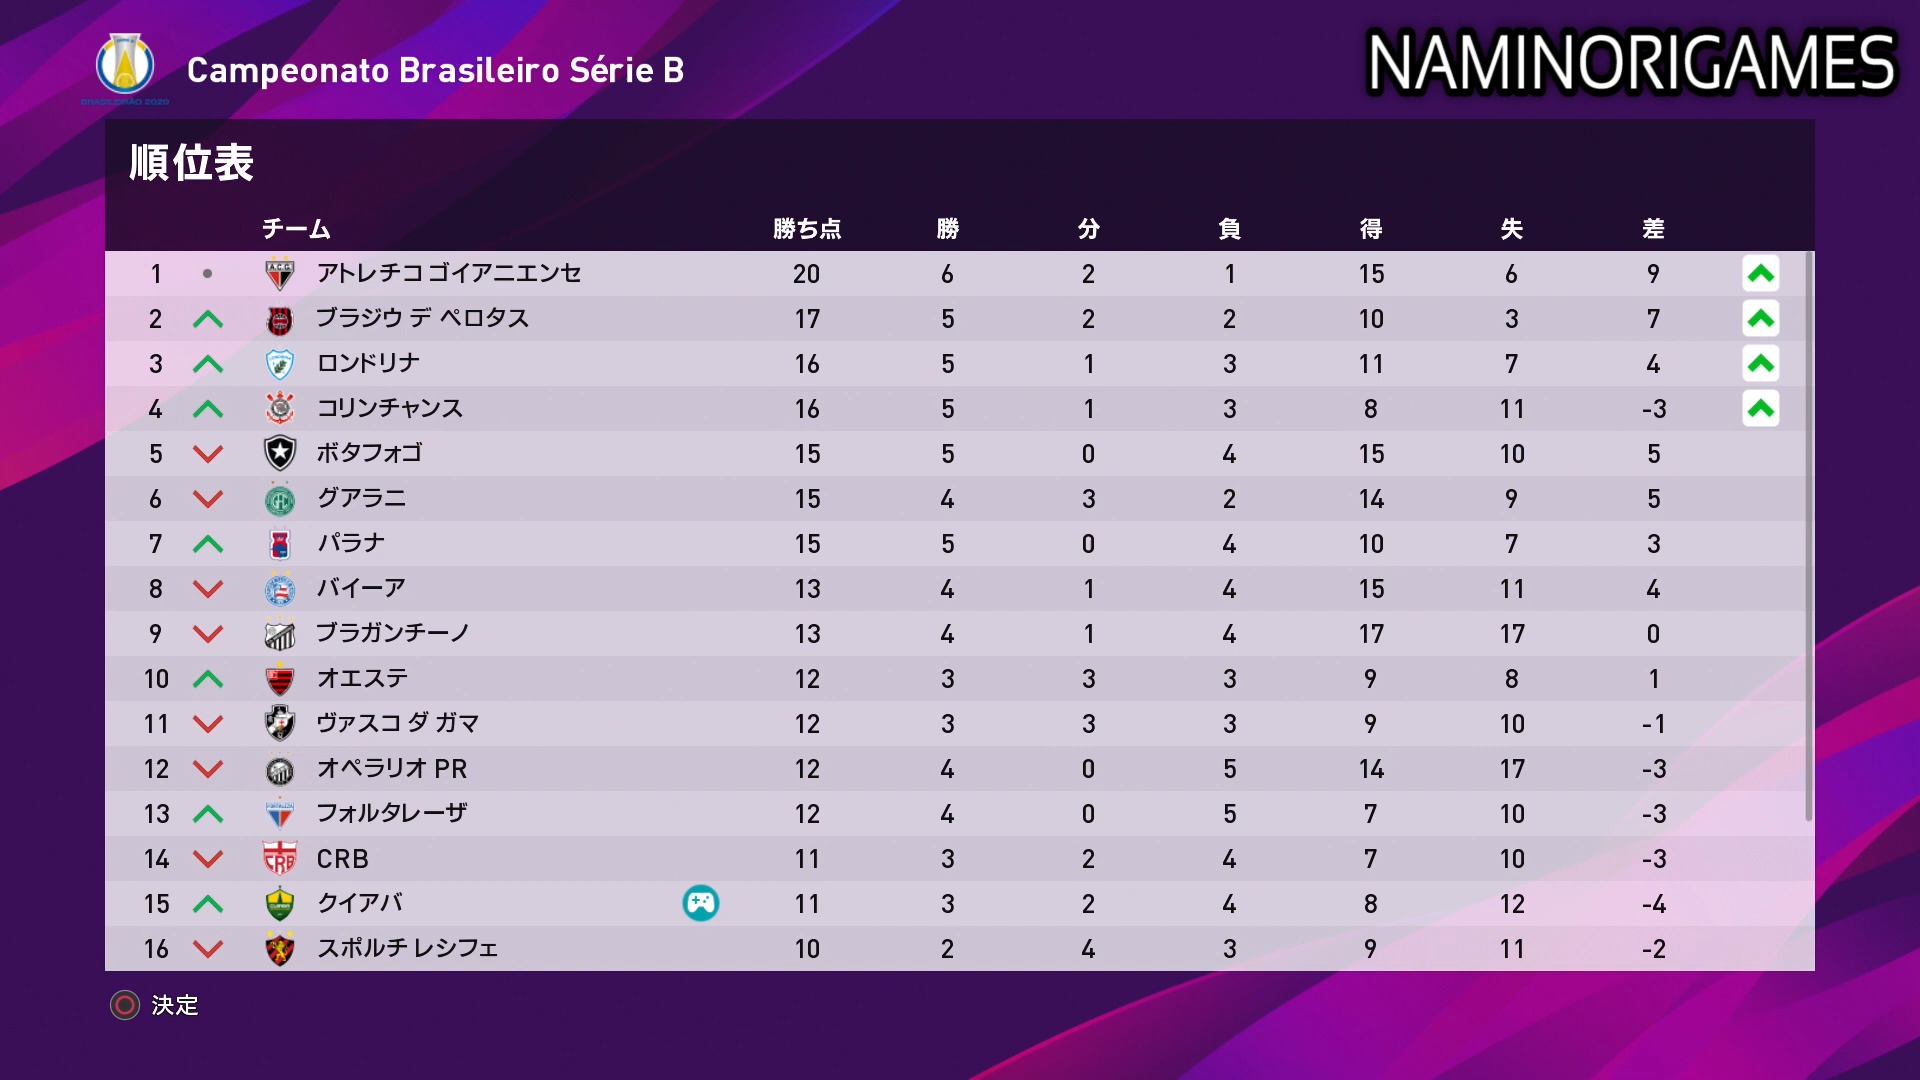 Campeonato Brasileiro Série B
NAMINORIGAMES
BRASILEIRÃO 2020
順位表
チーム 勝ち点 勝 分 負 得 失 差
1 アトレチコ ゴイアニエンセ 20 6 2 1 15 6 9
2 ブラジウ デ ペロタス 17 5 2 2 10 3 7
3 ロンドリナ 16 5 1 3 11 7 4
4 コリンチャンス 16 5 1 3 8 11 -3
5 ボタフォゴ 15 5 0 4 15 10 5
6 グアラニ 15 4 3 2 14 9 5
7 パラナ 15 5 0 4 10 7 3
8 バイーア 13 4 1 4 15 11 4
9 ブラガンチーノ 13 4 1 4 17 17 0
10 オエステ 12 3 3 3 9 8 1
11 ヴァスコ ダ ガマ 12 3 3 3 9 10 -1
12 オペラリオ PR 12 4 0 5 14 17 -3
13 フォルタレーザ 12 4 0 5 7 10 -3
14 CRB CRB 11 3 2 4 7 10 -3
15 クイアバ 11 3 2 4 8 12 -4
16 スポルチ レシフェ 10 2 4 3 9 11 -2
決定